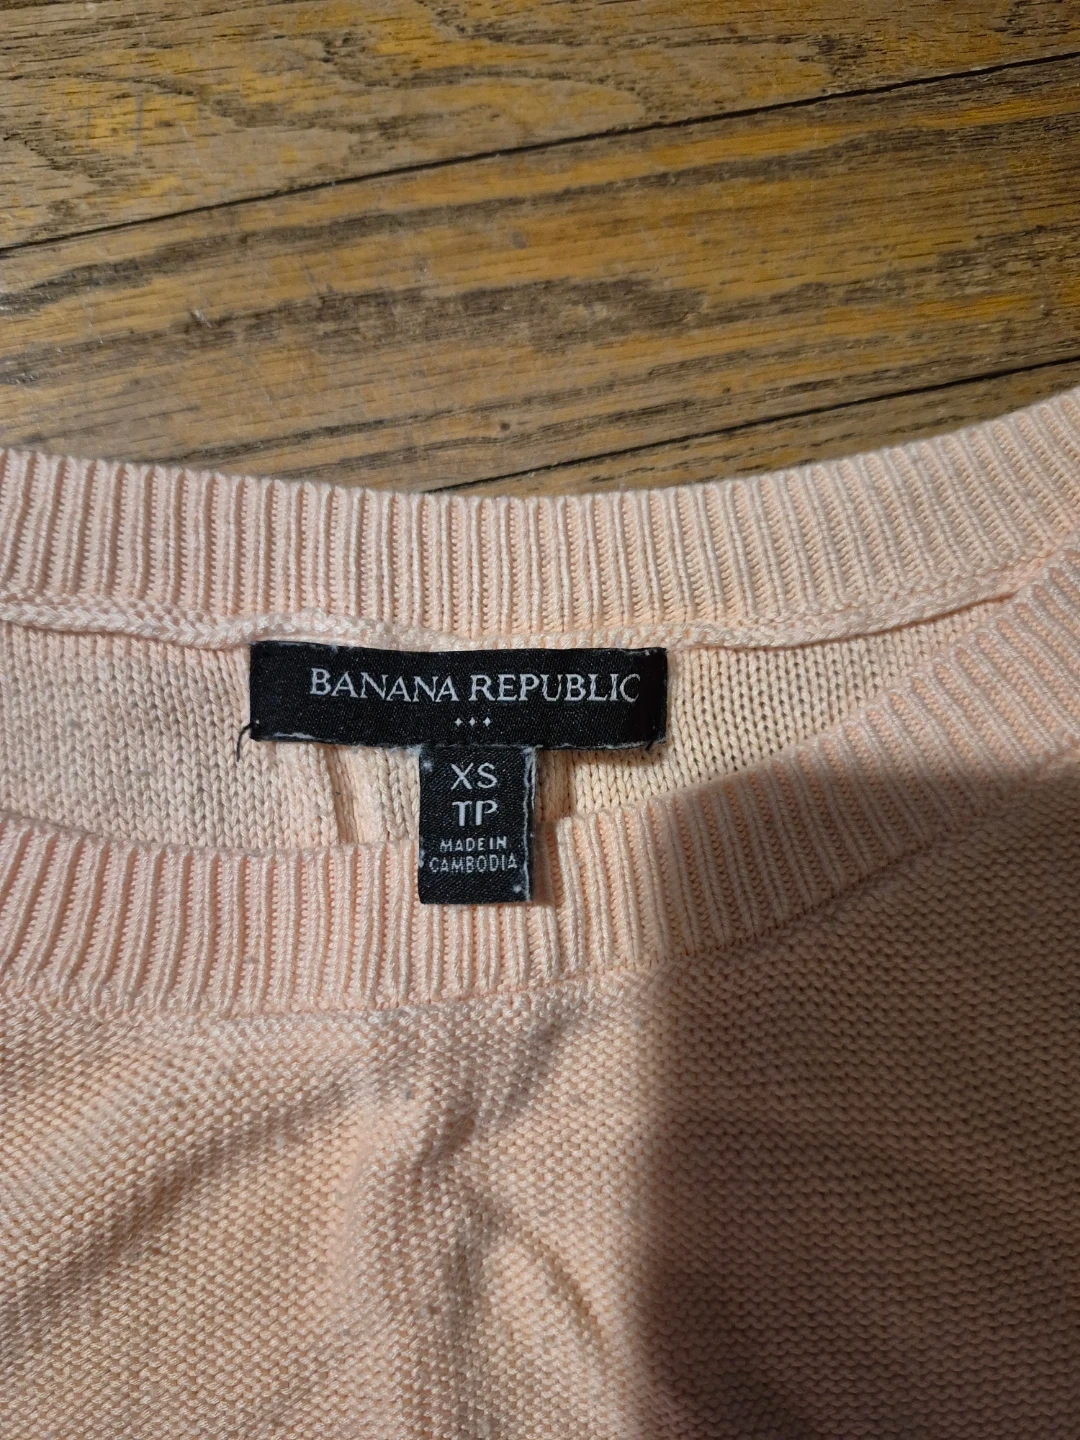 BANANA REPUBLIC
XS
TP
MADE IN
CAMBODIA